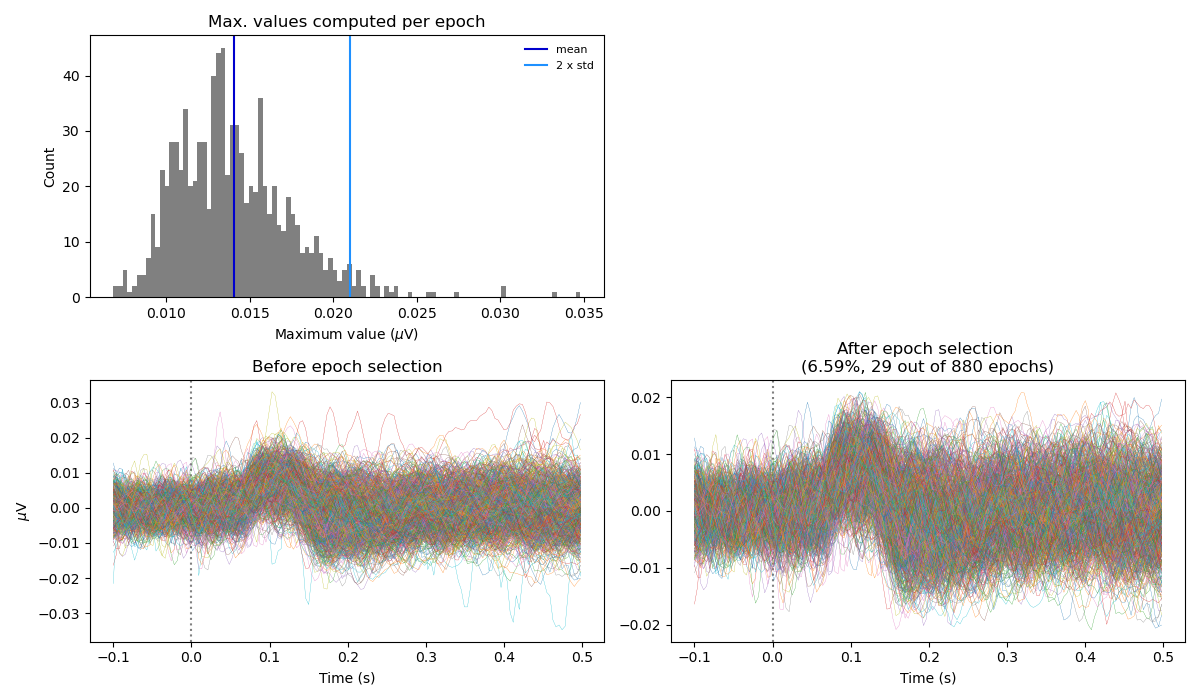 Max. values computed per epoch
mean
2 x std
Count
40
30
20
10
0
0.010 0.015 0.020 0.025 0.030 0.035
Maximum value (μV)
Before epoch selection
μV
0.03
0.02
0.01
0.00
−0.01
−0.02
−0.03
−0.1 0.0 0.1 0.2 0.3 0.4 0.5
Time (s)
After epoch selection
(6.59%, 29 out of 880 epochs)
0.02
0.01
0.00
−0.01
−0.02
−0.1 0.0 0.1 0.2 0.3 0.4 0.5
Time (s)